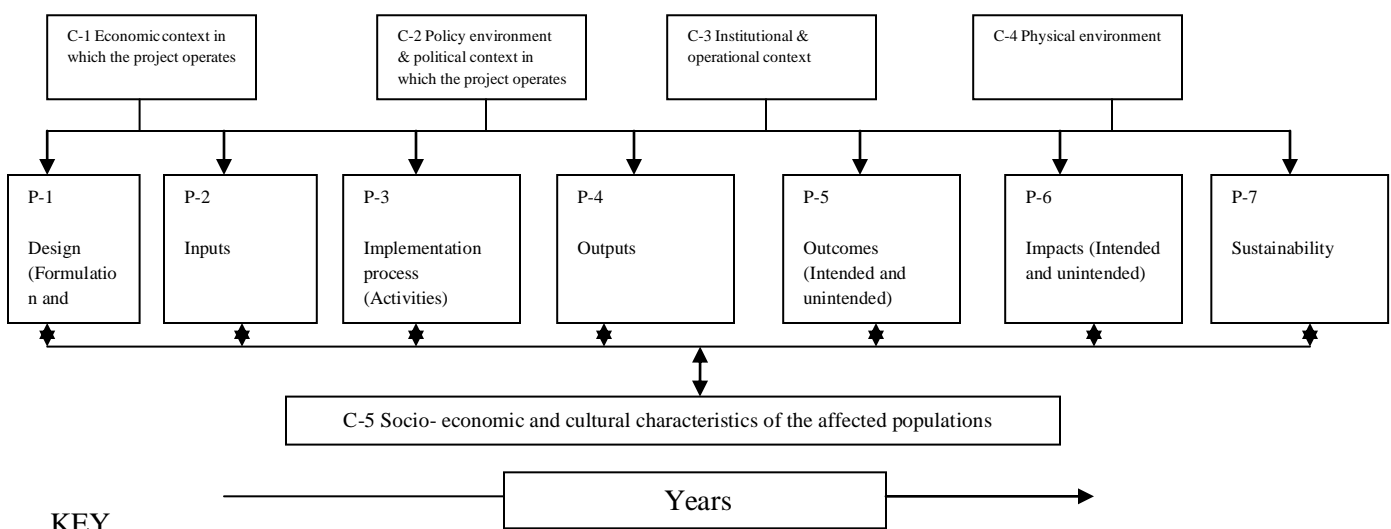 C-1 Economic context in
which the project operates
C-2 Policy environment
& political context in
which the project operates
C-3 Institutional &
operational context
C-4 Physical environment
P-1
Design
(Formulatio
n and
P-2
Inputs
P-3
Implementation
process
(Activities)
P-4
Outputs
P-5
Outcomes
(Intended and
unintended)
P-6
Impacts (Intended
and unintended)
P-7
Sustainability
C-5 Socio- economic and cultural characteristics of the affected populations
Years
KEY